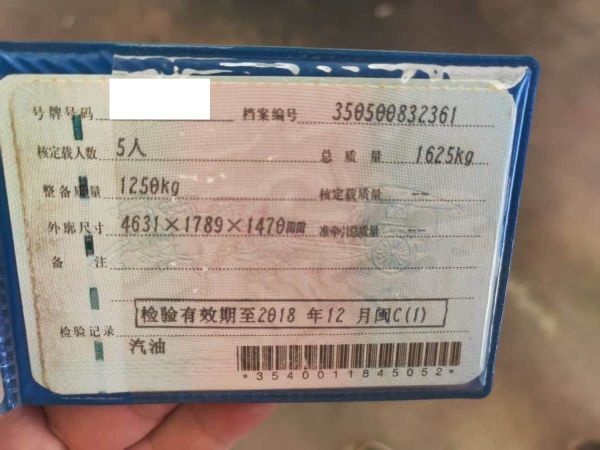 号牌号码 档案编号 350500832361
核定载人数 5人 总质量 1625kg
整备质量 1250kg 核定载质量 --
外廓尺寸 4631×1789×1470mm 准牵引总质量 --
备注
检验有效期至2018 年12 月闽C(1)
检验记录
汽油
*3540011845052*